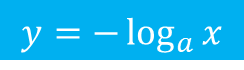 y = − logₐ x